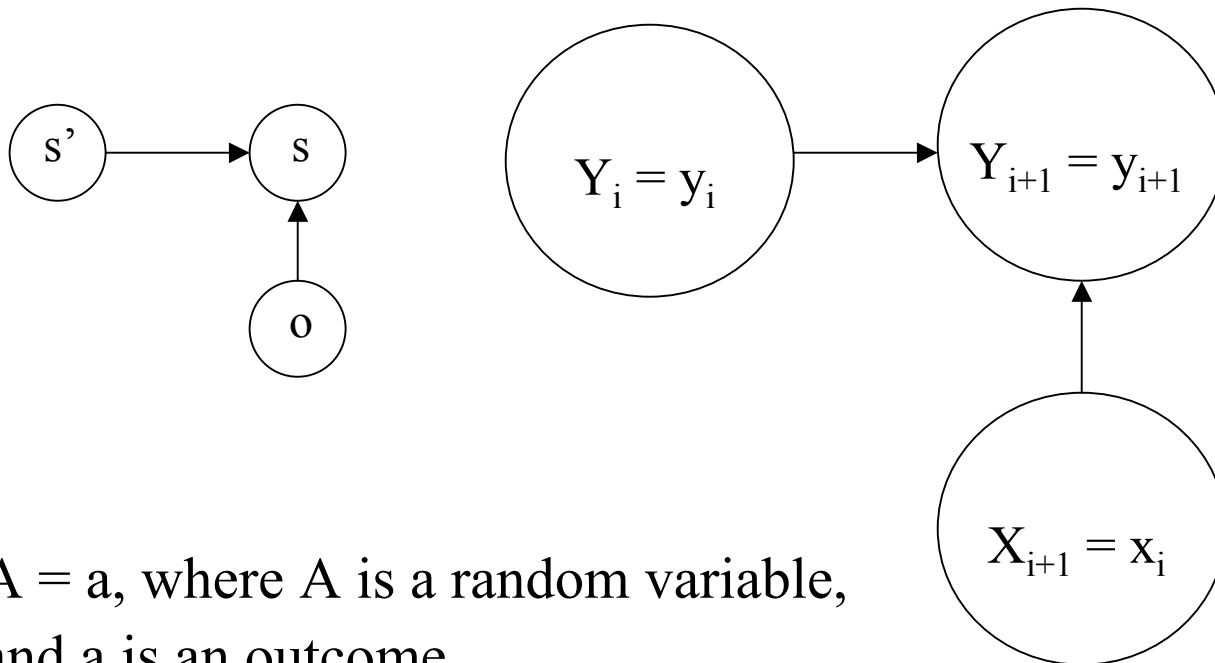 s’
s
o
Y_i = y_i
Y_{i+1} = y_{i+1}
X_{i+1} = x_i
A = a, where A is a random variable,
and a is an outcome